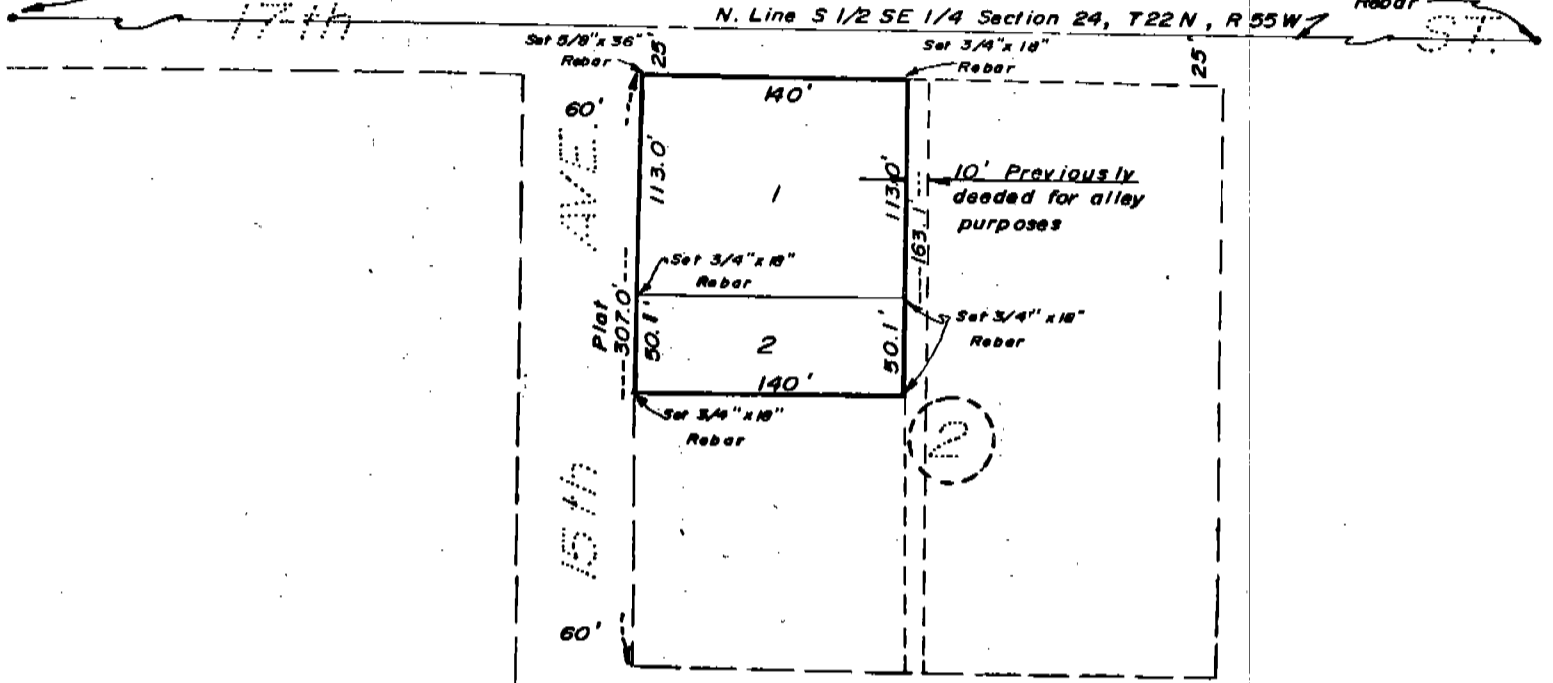 N. Line S 1/2 SE 1/4 Section 24, T22N, R55W
Rebar
17th
ST.
Set 5/8" x 36"
Rebar
25
Set 3/4" x 18"
Rebar
25
60'
140'
AVE.
113.0'
1
113.0'
10' Previously
deeded for alley
purposes
163.1
Set 3/4" x 18"
Rebar
Plat
307.0'
50.1'
2
50.1'
Set 3/4" x 18"
Rebar
140'
Set 3/4" x 18"
Rebar
2
15th
60'